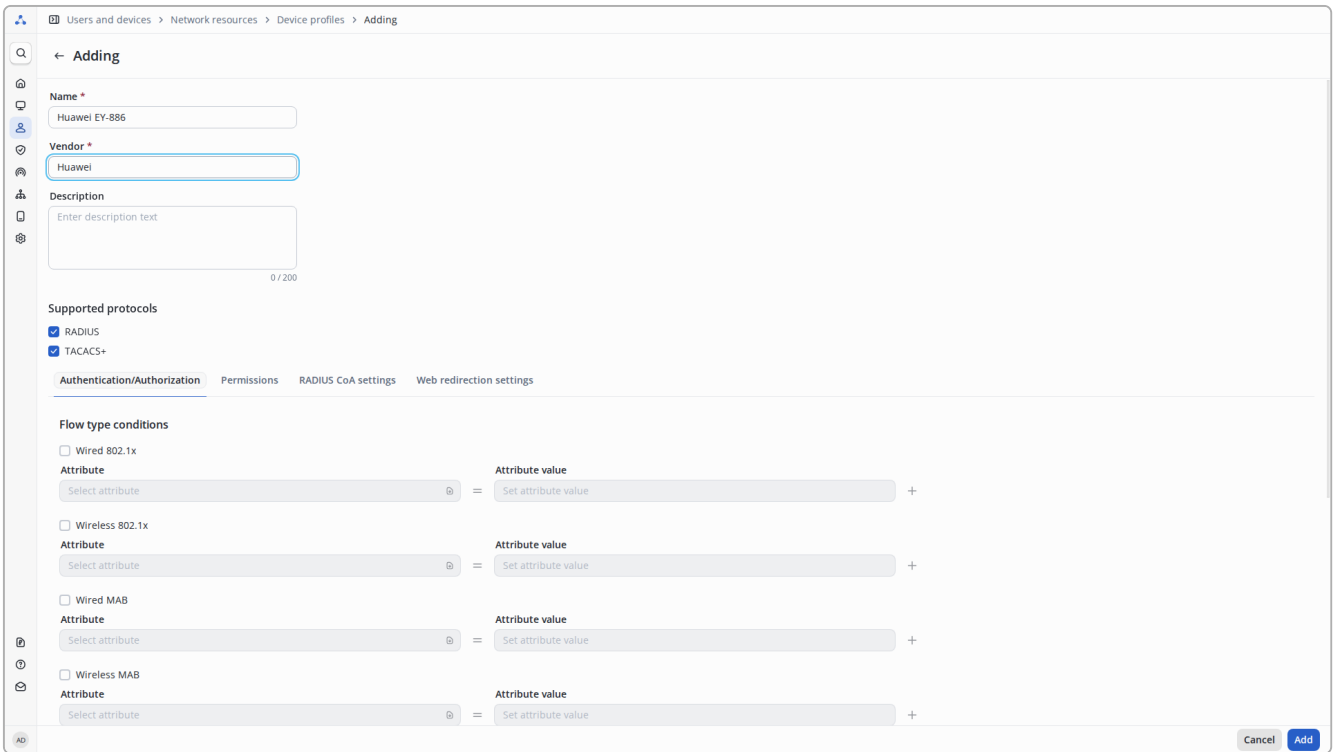 Users and devices > Network resources > Device profiles > Adding
← Adding
Name *
Huawei EY-886
Vendor *
Huawei
Description
Enter description text
0 / 200
Supported protocols
RADIUS
TACACS+
Authentication/Authorization Permissions RADIUS CoA settings Web redirection settings
Flow type conditions
Wired 802.1x
Attribute Attribute value
Select attribute = Set attribute value +
Wireless 802.1x
Attribute Attribute value
Select attribute = Set attribute value +
Wired MAB
Attribute Attribute value
Select attribute = Set attribute value +
Wireless MAB
Attribute Attribute value
Select attribute = Set attribute value +
AD Cancel Add